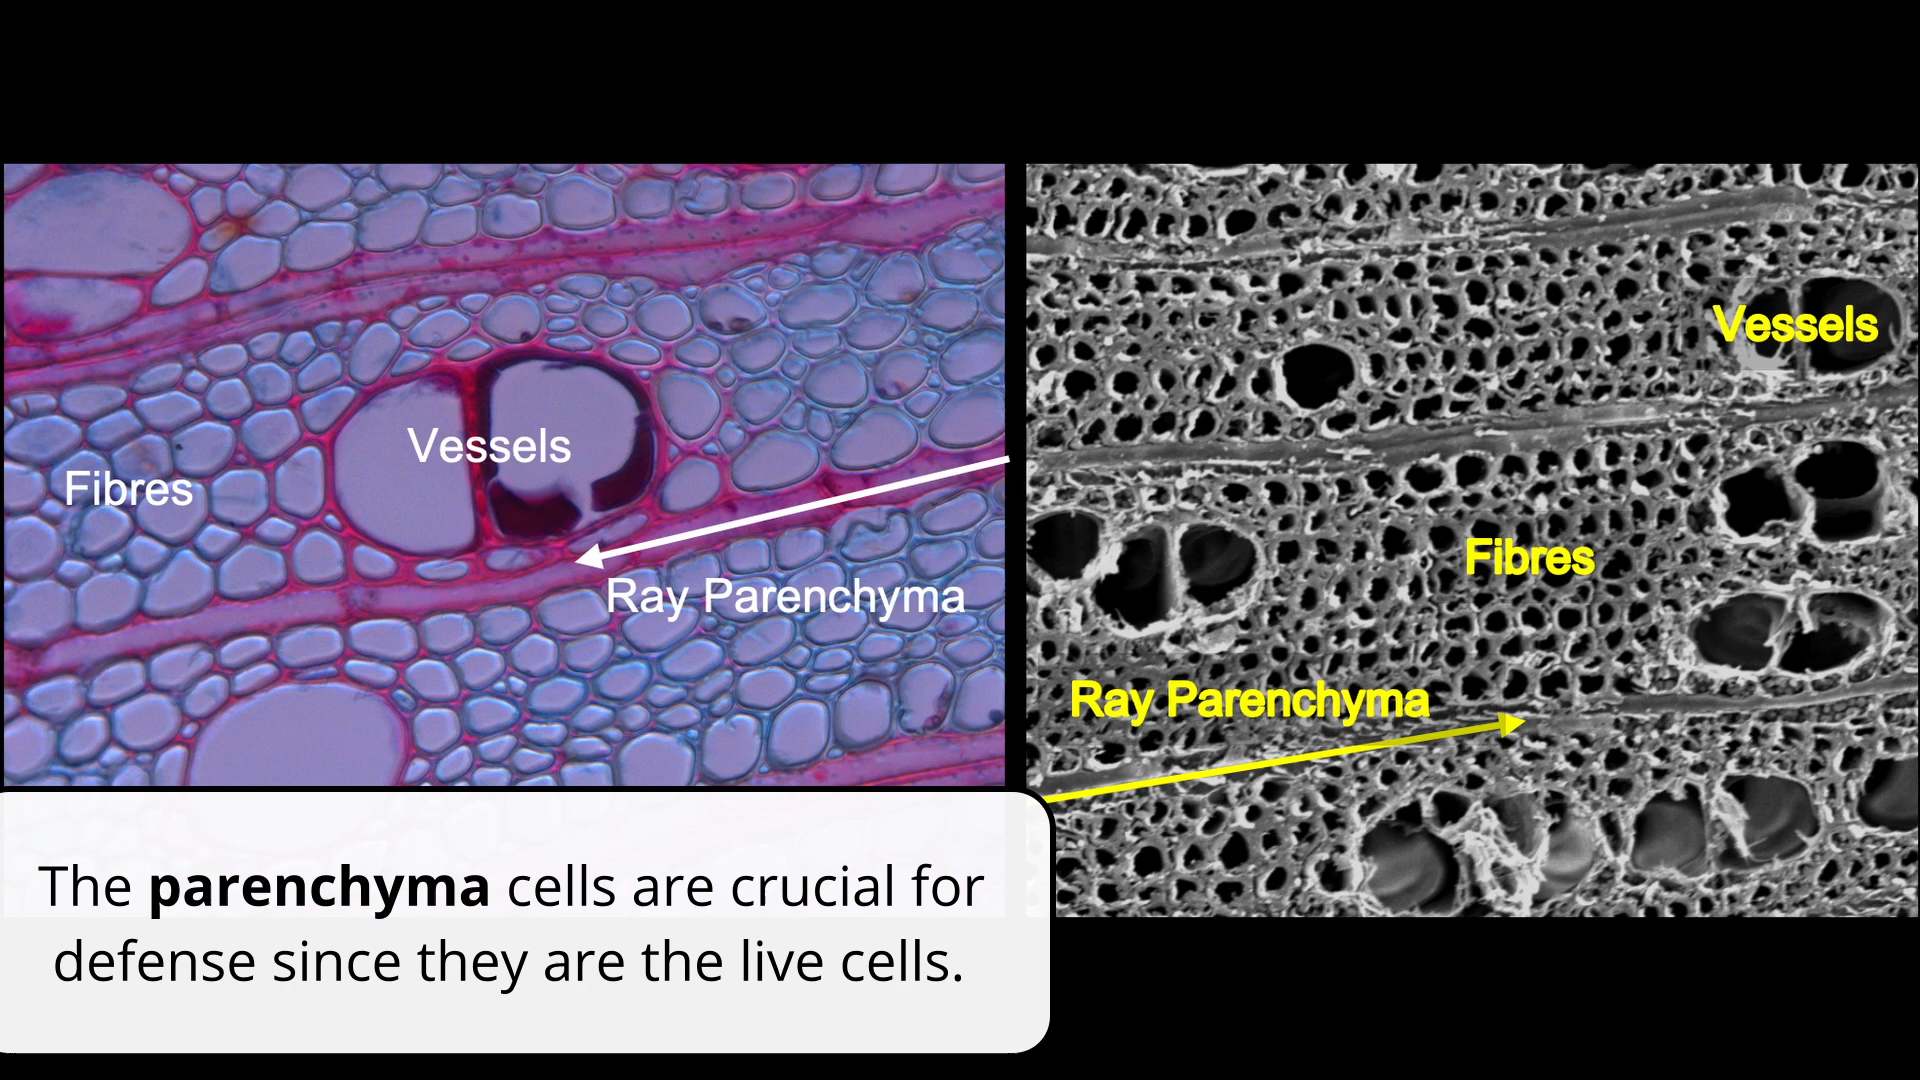 Vessels
Fibres
Ray Parenchyma
Vessels
Fibres
Ray Parenchyma
The parenchyma cells are crucial for
defense since they are the live cells.